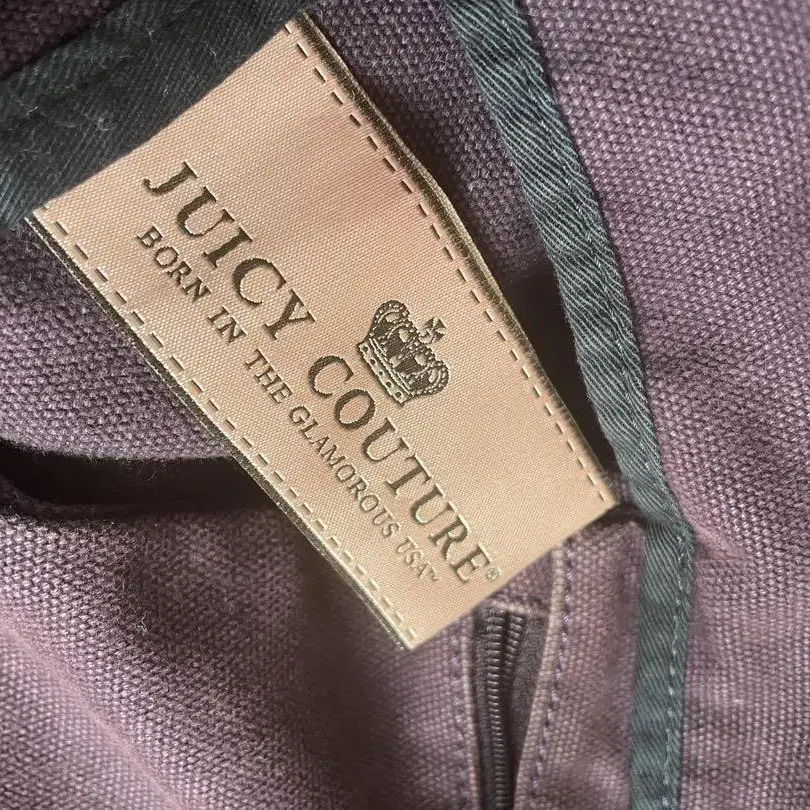 JUICY COUTURE®
BORN IN THE GLAMOROUS USA™